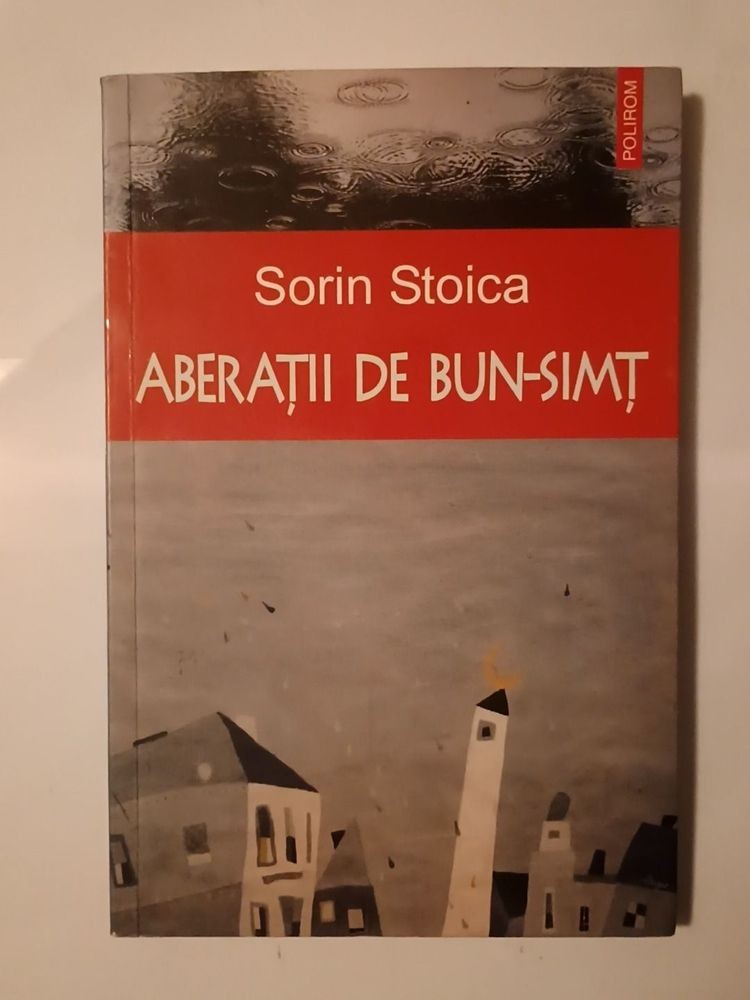 POLIROM
Sorin Stoica
ABERAȚII DE BUN-SIMȚ